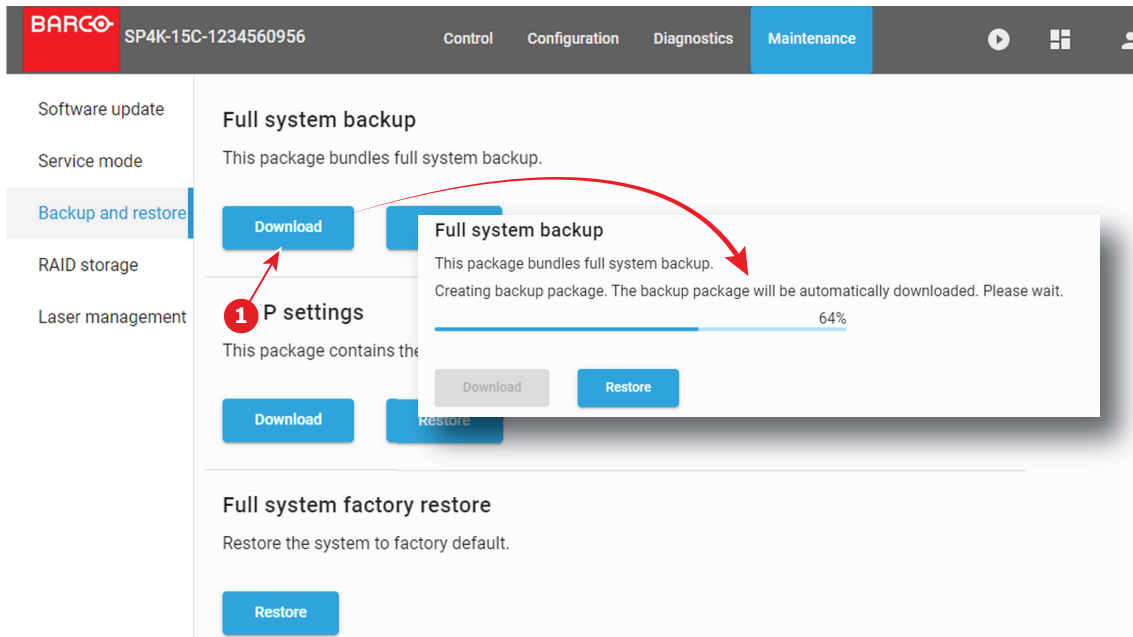 BARCO
SP4K-15C-1234560956
Control
Configuration
Diagnostics
Maintenance
Software update
Service mode
Backup and restore
RAID storage
Laser management
Full system backup
This package bundles full system backup.
Download
1
P settings
This package contains the
Download
Restore
Full system backup
This package bundles full system backup.
Creating backup package. The backup package will be automatically downloaded. Please wait.
64%
Download
Restore
Full system factory restore
Restore the system to factory default.
Restore